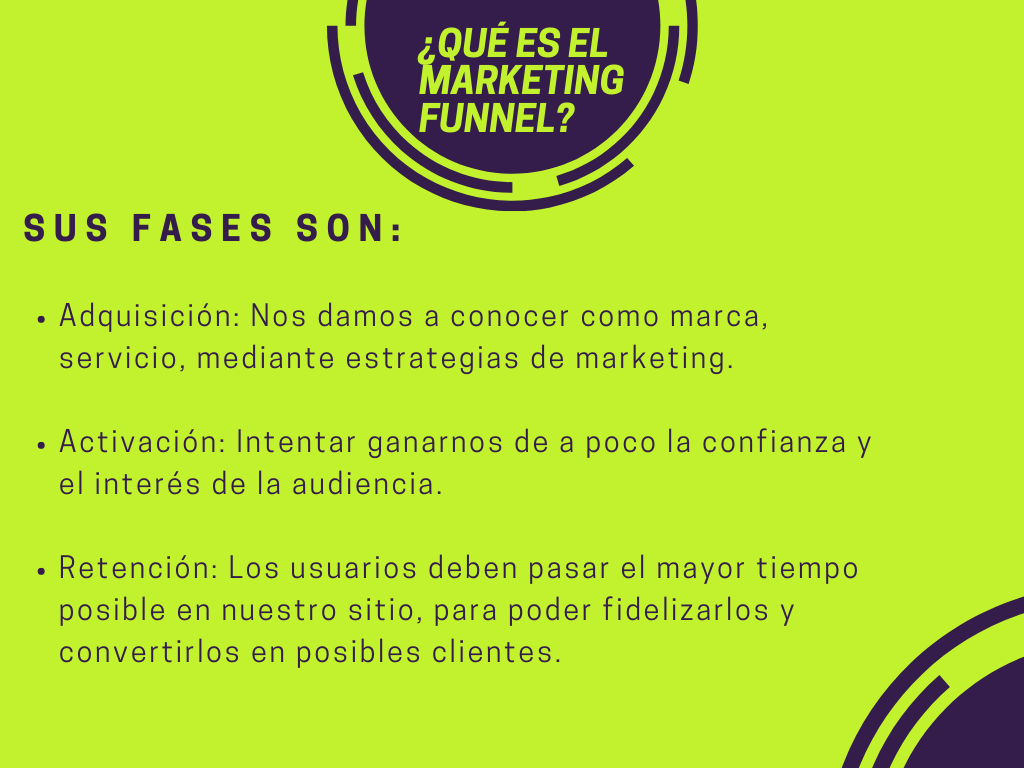 ¿QUÉ ES EL
MARKETING
FUNNEL?
SUS FASES SON:
• Adquisición: Nos damos a conocer como marca,
servicio, mediante estrategias de marketing.
• Activación: Intentar ganarnos de a poco la confianza y
el interés de la audiencia.
• Retención: Los usuarios deben pasar el mayor tiempo
posible en nuestro sitio, para poder fidelizarlos y
convertirlos en posibles clientes.